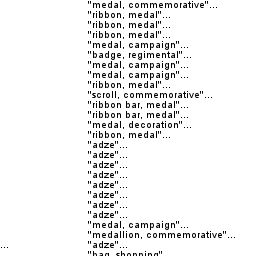 "medal, commemorative"...
"ribbon, medal"...
"ribbon, medal"...
"ribbon, medal"...
"medal, campaign"...
"badge, regimental"...
"medal, campaign"...
"medal, campaign"...
"ribbon, medal"...
"scroll, commemorative"...
"ribbon bar, medal"...
"ribbon bar, medal"...
"medal, decoration"...
"ribbon, medal"...
"adze"...
"adze"...
"adze"...
"adze"...
"adze"...
"adze"...
"adze"...
"adze"...
"medal, campaign"...
"medallion, commemorative"...
... "adze"...
"bag, shopping"